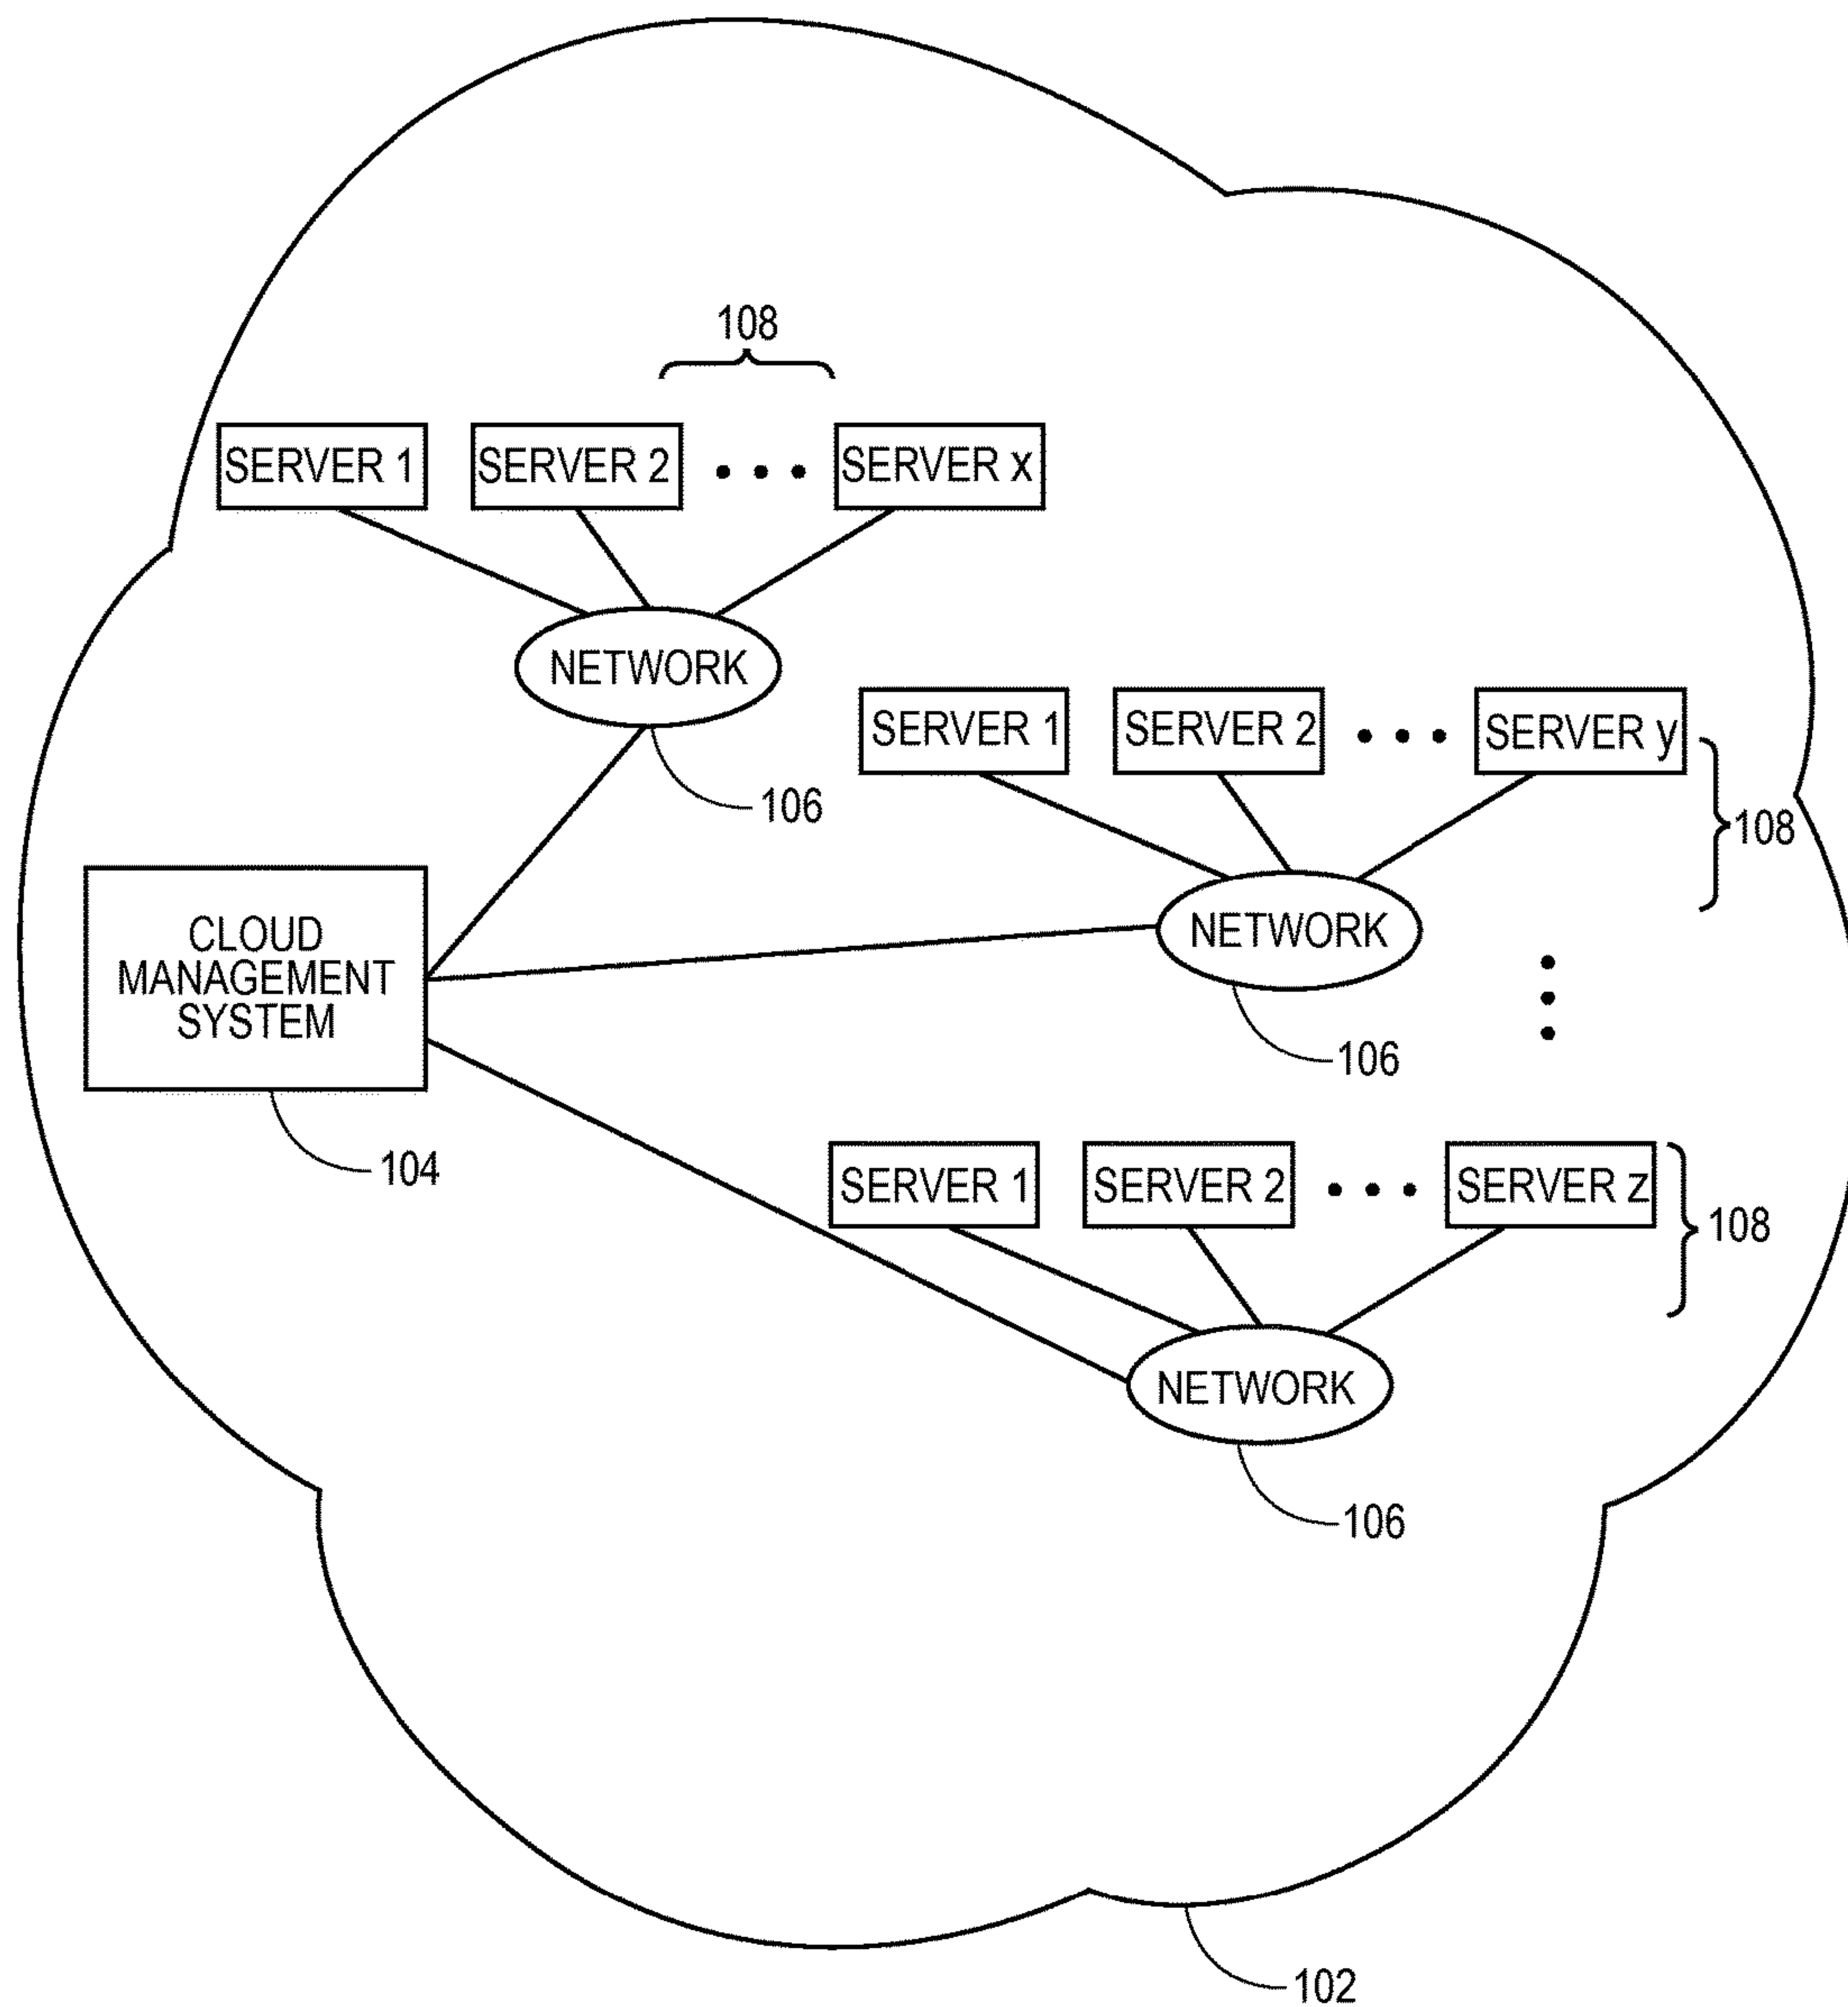 108
SERVER 1
SERVER 2
SERVER x
NETWORK
106
SERVER 1
SERVER 2
SERVER y
108
CLOUD
MANAGEMENT
SYSTEM
104
NETWORK
106
SERVER 1
SERVER 2
SERVER z
108
NETWORK
106
102